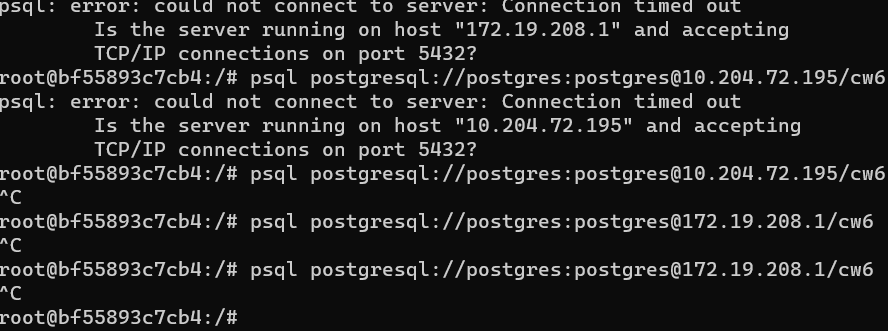 psql: error: could not connect to server: Connection timed out
        Is the server running on host "172.19.208.1" and accepting
        TCP/IP connections on port 5432?
root@bf55893c7cb4:/# psql postgresql://postgres:postgres@10.204.72.195/cw6
psql: error: could not connect to server: Connection timed out
        Is the server running on host "10.204.72.195" and accepting
        TCP/IP connections on port 5432?
root@bf55893c7cb4:/# psql postgresql://postgres:postgres@10.204.72.195/cw6
^C
root@bf55893c7cb4:/# psql postgresql://postgres:postgres@172.19.208.1/cw6
^C
root@bf55893c7cb4:/# psql postgresql://postgres:postgres@172.19.208.1/cw6
^C
root@bf55893c7cb4:/#